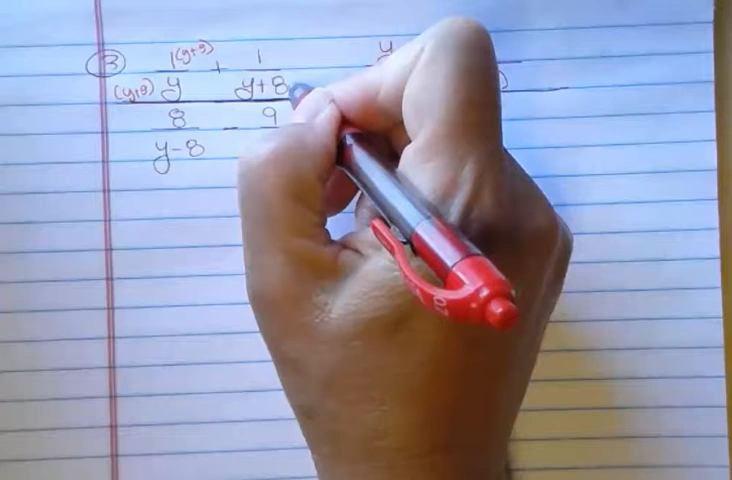 ③ 1(y+8) 1 y
(y+8) y + y+8 )
8 - 9
y-8